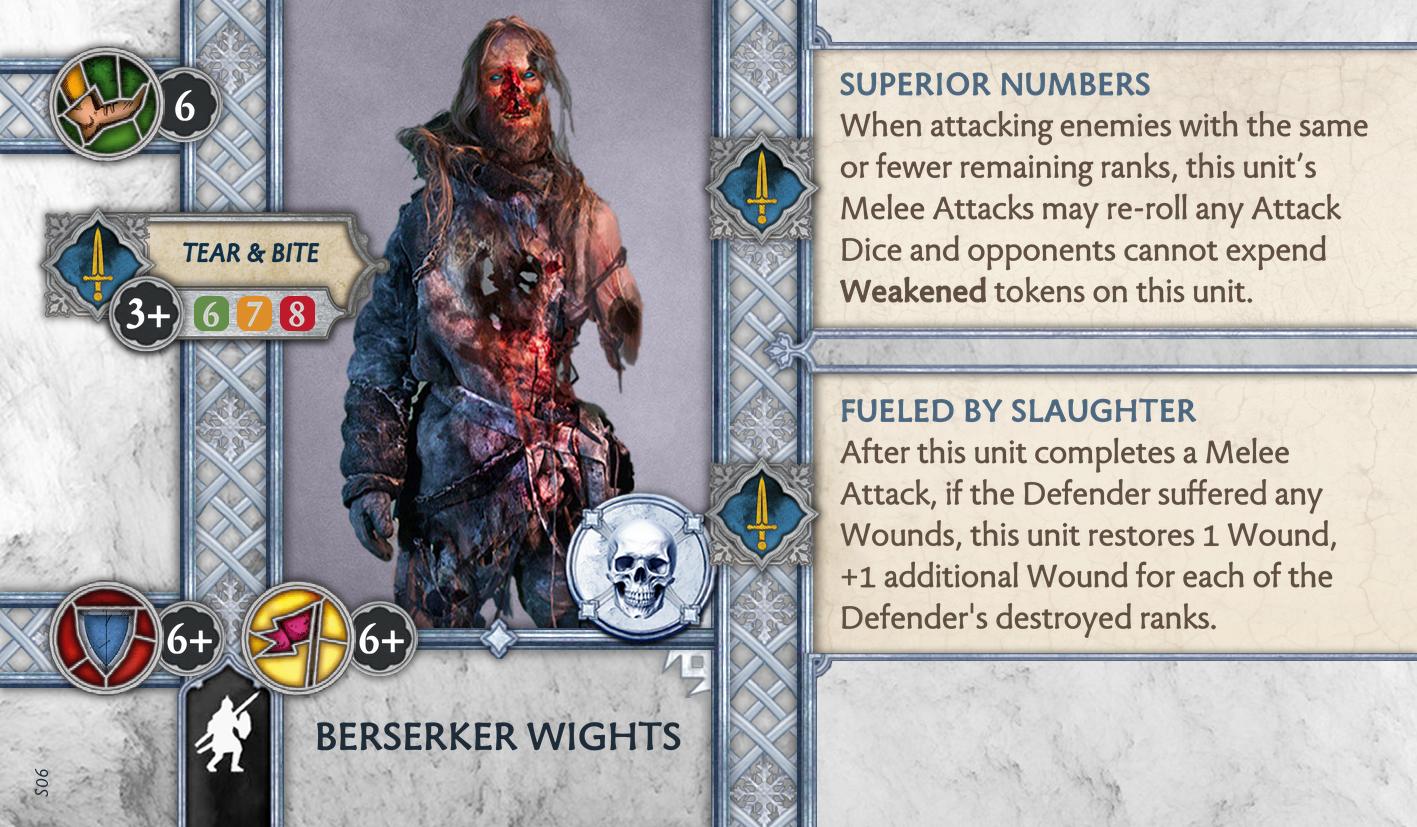 6
TEAR & BITE
3+ 6 7 8
6+ 6+
BERSERKER WIGHTS
S06
SUPERIOR NUMBERS
When attacking enemies with the same
or fewer remaining ranks, this unit’s
Melee Attacks may re-roll any Attack
Dice and opponents cannot expend
Weakened tokens on this unit.
FUELED BY SLAUGHTER
After this unit completes a Melee
Attack, if the Defender suffered any
Wounds, this unit restores 1 Wound,
+1 additional Wound for each of the
Defender's destroyed ranks.